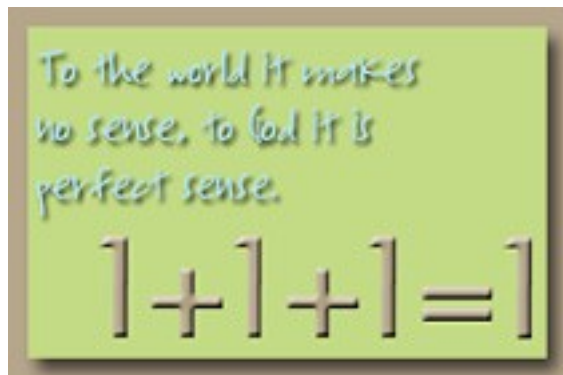 To the world it makes
no sense, to God it is
perfect sense.
1+1+1=1